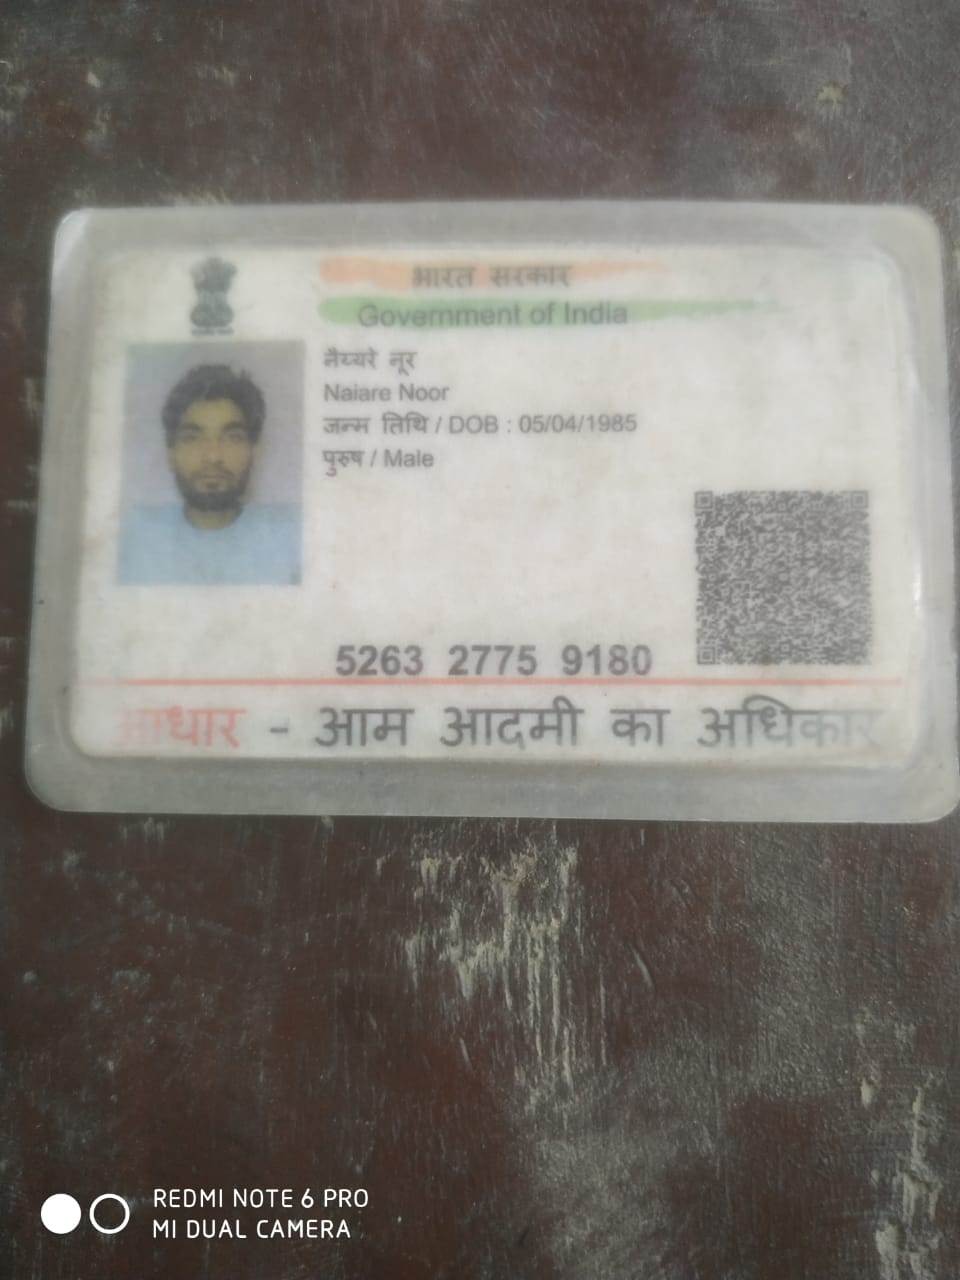 भारत सरकार
Government of India
नैय्यरे नूर
Naiare Noor
जन्म तिथि / DOB : 05/04/1985
पुरुष / Male
5263 2775 9180
आधार - आम आदमी का अधिकार
REDMI NOTE 6 PRO
MI DUAL CAMERA